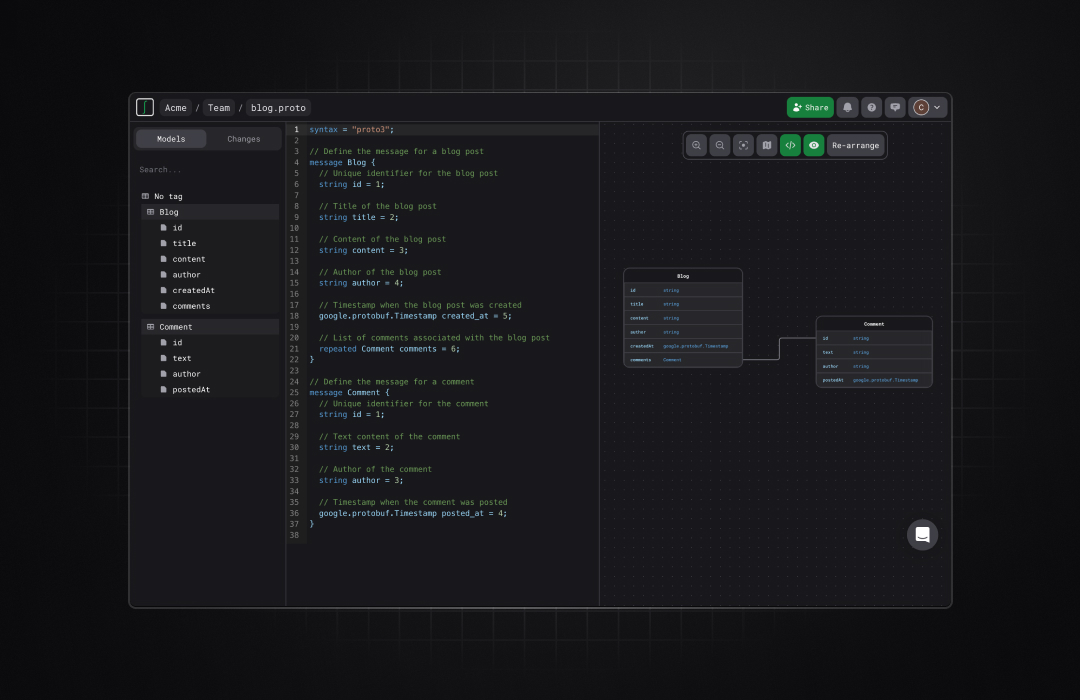 Acme / Team / blog.proto
Share
C
Models
Changes
Search...
No tag
Blog
id
title
content
author
createdAt
comments
Comment
id
text
author
postedAt
1 syntax = "proto3";
2
3 // Define the message for a blog post
4 message Blog {
5 // Unique identifier for the blog post
6 string id = 1;
7
8 // Title of the blog post
9 string title = 2;
10
11 // Content of the blog post
12 string content = 3;
13
14 // Author of the blog post
15 string author = 4;
16
17 // Timestamp when the blog post was created
18 google.protobuf.Timestamp created_at = 5;
19
20 // List of comments associated with the blog post
21 repeated Comment comments = 6;
22 }
23
24 // Define the message for a comment
25 message Comment {
26 // Unique identifier for the comment
27 string id = 1;
28
29 // Text content of the comment
30 string text = 2;
31
32 // Author of the comment
33 string author = 3;
34
35 // Timestamp when the comment was posted
36 google.protobuf.Timestamp posted_at = 4;
37 }
38
Re-arrange
Blog
id string
title string
content string
author string
createdAt google.protobuf.Timestamp
comments Comment
Comment
id string
text string
author string
postedAt google.protobuf.Timestamp